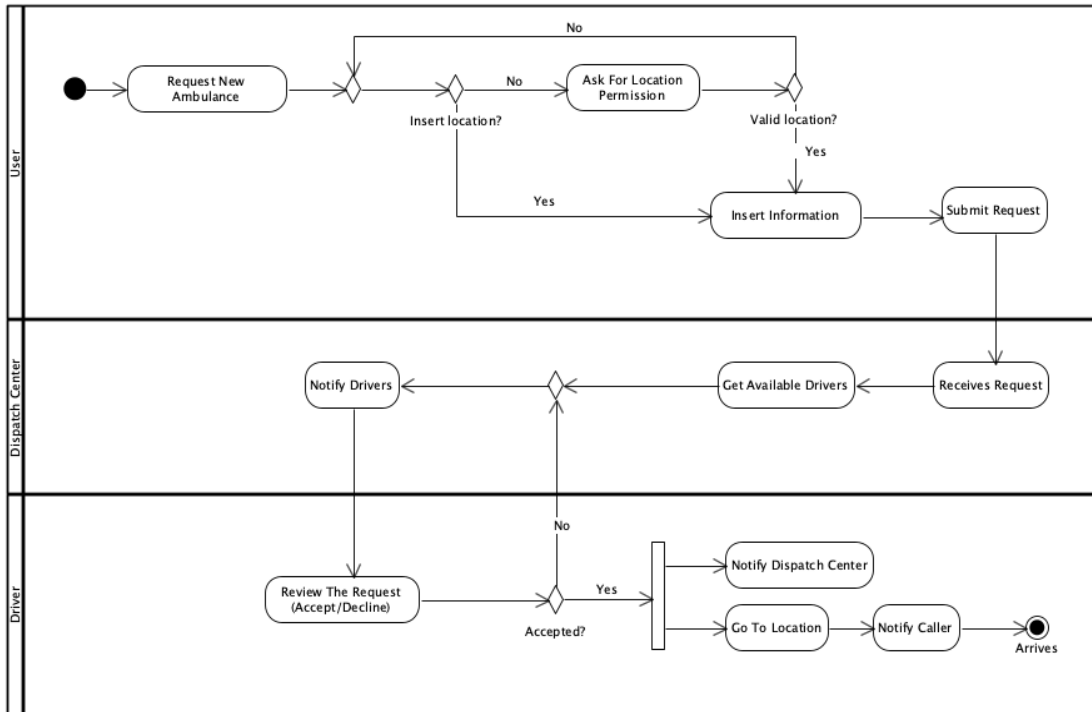 User
No
Request New
Ambulance
Insert location?
No
Ask For Location
Permission
Valid location?
Yes
Yes
Insert Information
Submit Request
Dispatch Center
Notify Drivers
Get Available Drivers
Receives Request
Driver
No
Review The Request
(Accept/Decline)
Accepted?
Yes
Notify Dispatch Center
Go To Location
Notify Caller
Arrives